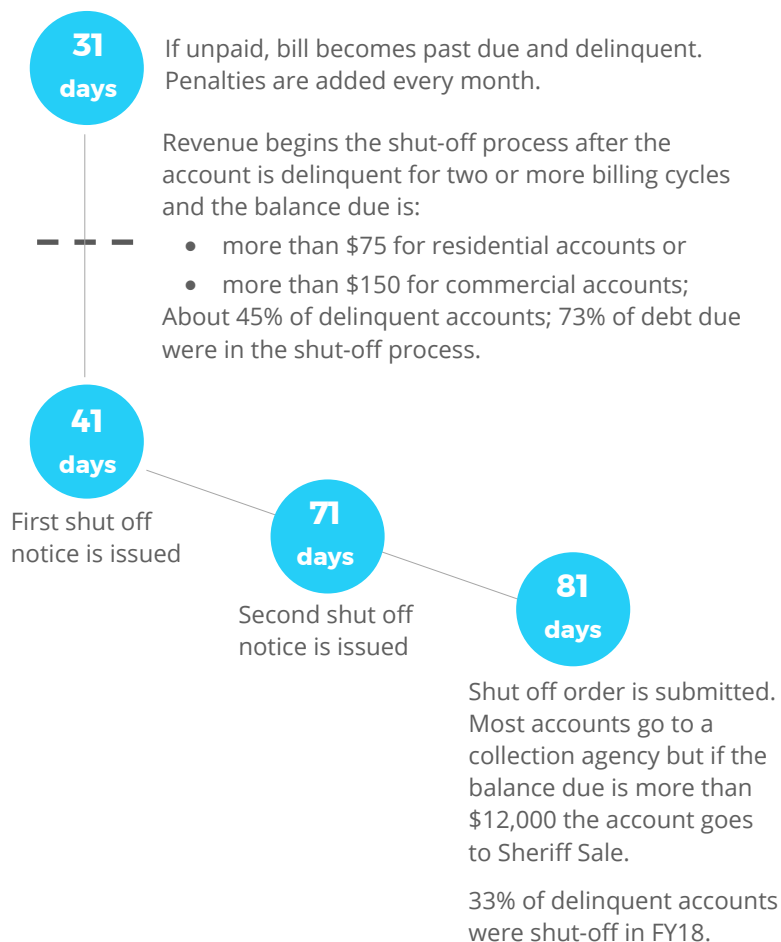 31
days
If unpaid, bill becomes past due and delinquent.
Penalties are added every month.
Revenue begins the shut-off process after the
account is delinquent for two or more billing cycles
and the balance due is:
• more than $75 for residential accounts or
• more than $150 for commercial accounts;
About 45% of delinquent accounts; 73% of debt due
were in the shut-off process.
41
days
First shut off
notice is issued
71
days
Second shut off
notice is issued
81
days
Shut off order is submitted.
Most accounts go to a
collection agency but if the
balance due is more than
$12,000 the account goes
to Sheriff Sale.
33% of delinquent accounts
were shut-off in FY18.